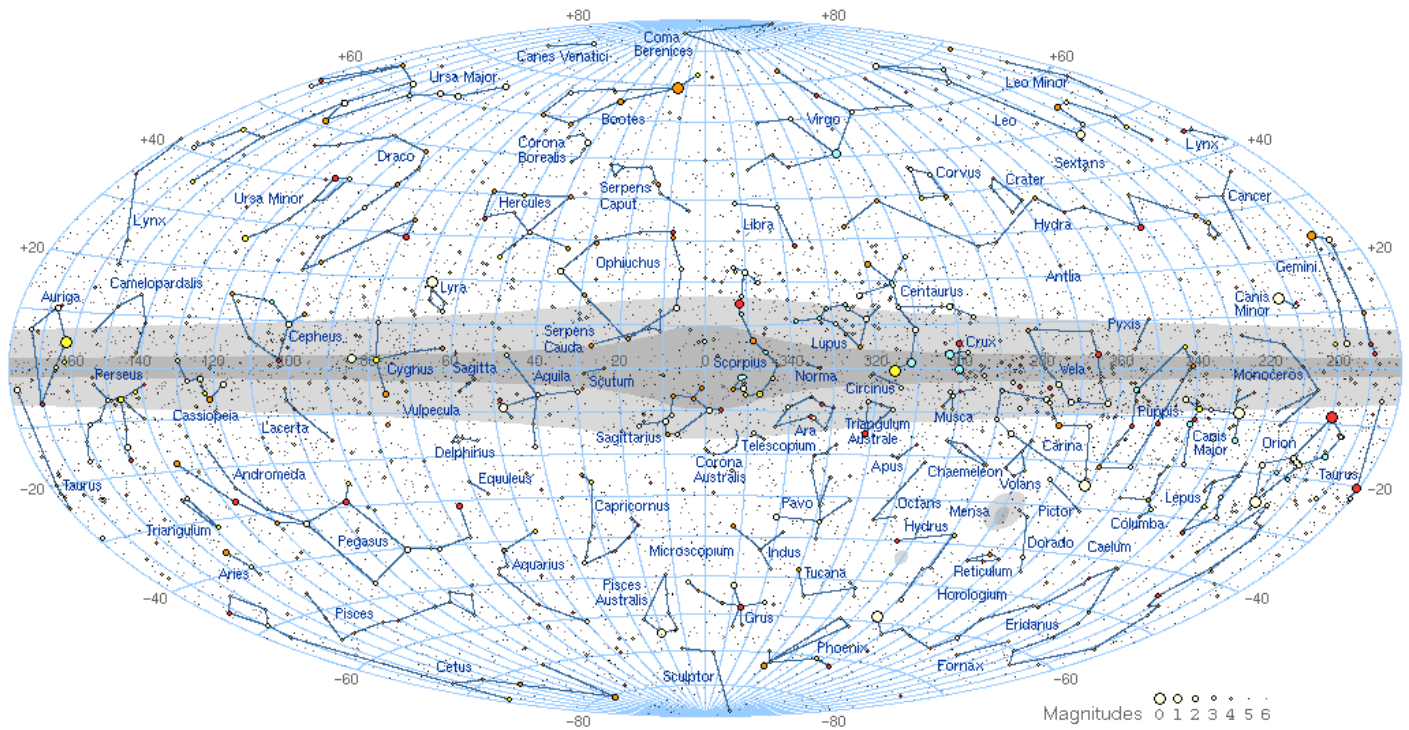 +80
+80
Coma
Berenices
Canes Venatici
+60
+60
Ursa Major
Leo Minor
Bootes
Virgo
Leo
+40
Corona
Borealis
+40
Lynx
Draco
Sextans
Ursa Minor
Serpens
Caput
Corvus
Crater
Cancer
Hercules
Lynx
Libra
Hydra
+20
+20
Ophiuchus
Gemini
Camelopardalis
Antlia
Auriga
Lyra
Centaurus
Canis
Minor
Cepheus
Serpens
Cauda
Lupus
Pyxis
Crux
160
140
120
100
80
60
40
20
0
340
320
300
280
260
240
220
200
Perseus
Cygnus
Sagitta
Aquila
Scutum
Scorpius
Norma
Circinus
Vela
Monoceros
Cassiopeia
Vulpecula
Lacerta
Musca
Puppis
Sagittarius
Ara
Triangulum
Australe
Telescopium
Carina
Canis
Major
Orion
Delphinus
Corona
Australis
Apus
Chaemeleon
Volans
Andromeda
Equuleus
Taurus
Taurus
-20
-20
Capricornus
Pavo
Octans
Mensa
Pictor
Lepus
Columba
Triangulum
Hydrus
Pegasus
Microscopium
Indus
Dorado
Caelum
Aquarius
Aries
Tucana
Reticulum
Pisces
Australis
Horologium
-40
-40
Pisces
Grus
Eridanus
Phoenix
Cetus
Fornax
Sculptor
-60
-60
-80
-80
Magnitudes 0 1 2 3 4 5 6